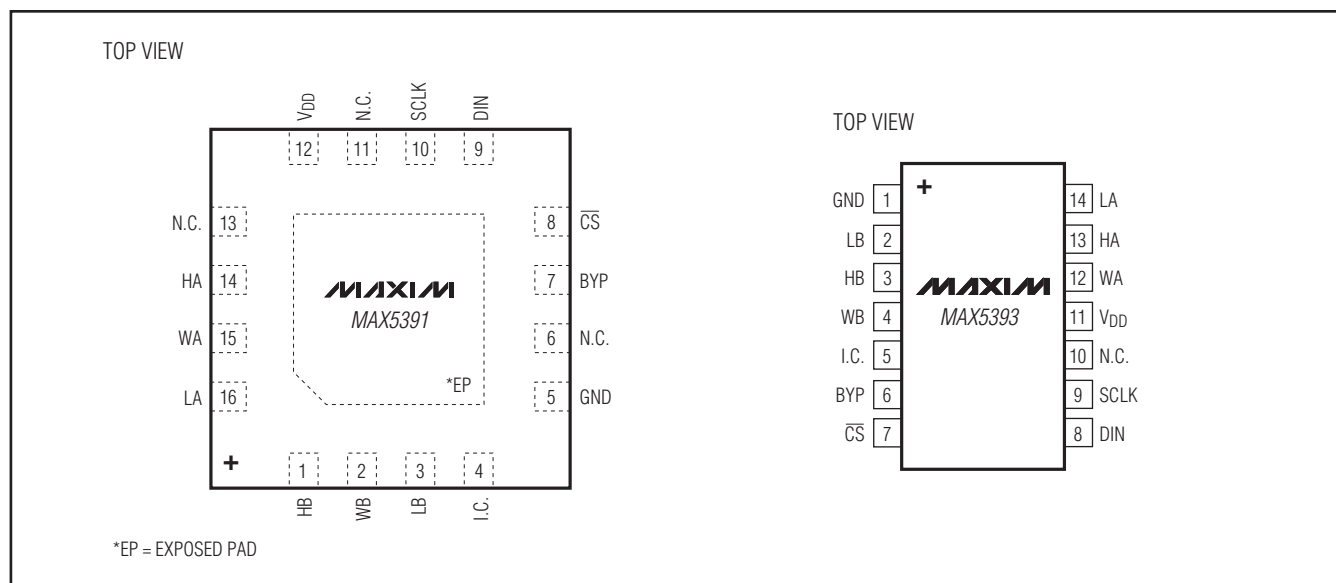 TOP VIEW
VDD N.C. SCLK DIN
12 11 10 9
N.C. 13 8 CS
HA 14 7 BYP
WA 15 6 N.C.
LA 16 5 GND
MAXIM
MAX5391
*EP
+
1 2 3 4
HB WB LB I.C.
*EP = EXPOSED PAD
TOP VIEW
+
GND 1 14 LA
LB 2 13 HA
HB 3 12 WA
WB 4 11 VDD
I.C. 5 10 N.C.
BYP 6 9 SCLK
CS 7 8 DIN
MAXIM
MAX5393